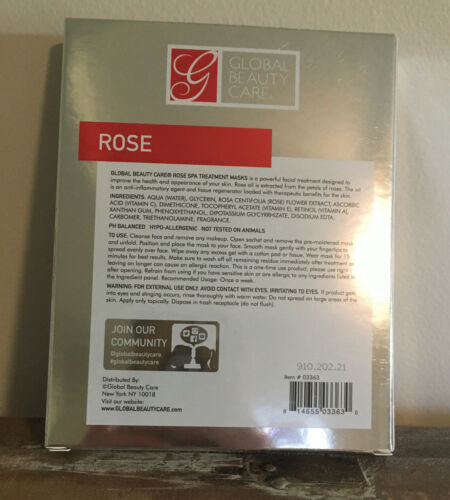 G
GLOBAL
BEAUTY
CARE®
ROSE
GLOBAL BEAUTY CARE® ROSE SPA TREATMENT MASKS is a powerful facial treatment designed to
improve the health and appearance of your skin. Rose oil is extracted from the petals of roses. The oil
is an anti-inflammatory agent and tissue regenerator loaded with therapeutic benefits for the skin.
INGREDIENTS: AQUA (WATER), GLYCERIN, ROSA CENTIFOLIA (ROSE) FLOWER EXTRACT, ASCORBIC
ACID (VITAMIN C), DIMETHICONE, TOCOPHERYL ACETATE (VITAMIN E), RETINOL (VITAMIN A),
XANTHAN GUM, PHENOXYETHANOL, DIPOTASSIUM GLYCYRRHIZATE, DISODIUM EDTA,
CARBOMER, TRIETHANOLAMINE, FRAGRANCE.
PH BALANCED HYPO-ALLERGENIC NOT TESTED ON ANIMALS
TO USE: Cleanse face and remove any makeup. Open sachet and remove the pre-moistened mask
and unfold. Position and place the mask to your face. Smooth mask gently with your fingertips to
spread evenly over face. Wipe away any excess gel with a cotton pad or tissue. Wear mask for 15
minutes for best results. Make sure to wash off all remaining residue immediately after treatment as
leaving on longer can cause an allergic reaction. This is a one-time use product, please use right
after opening. Refrain from using if you have sensitive skin or are allergic to any ingredients listed in
the Ingredient panel. Recommended Usage: Once a week.
WARNING: FOR EXTERNAL USE ONLY. AVOID CONTACT WITH EYES. IRRITATING TO EYES. If product gets
into eyes and stinging occurs, rinse thoroughly with warm water. Do not spread on large areas of the
skin. Apply only topically. Dispose in trash receptacle (do not flush).
JOIN OUR
COMMUNITY
@globalbeautycare
#globalbeautycare
910.202.21
Item # 03363
Distributed By:
©Global Beauty Care
New York NY 10018
Visit our website:
www.GLOBALBEAUTYCARE.com
8 14655 03363 8